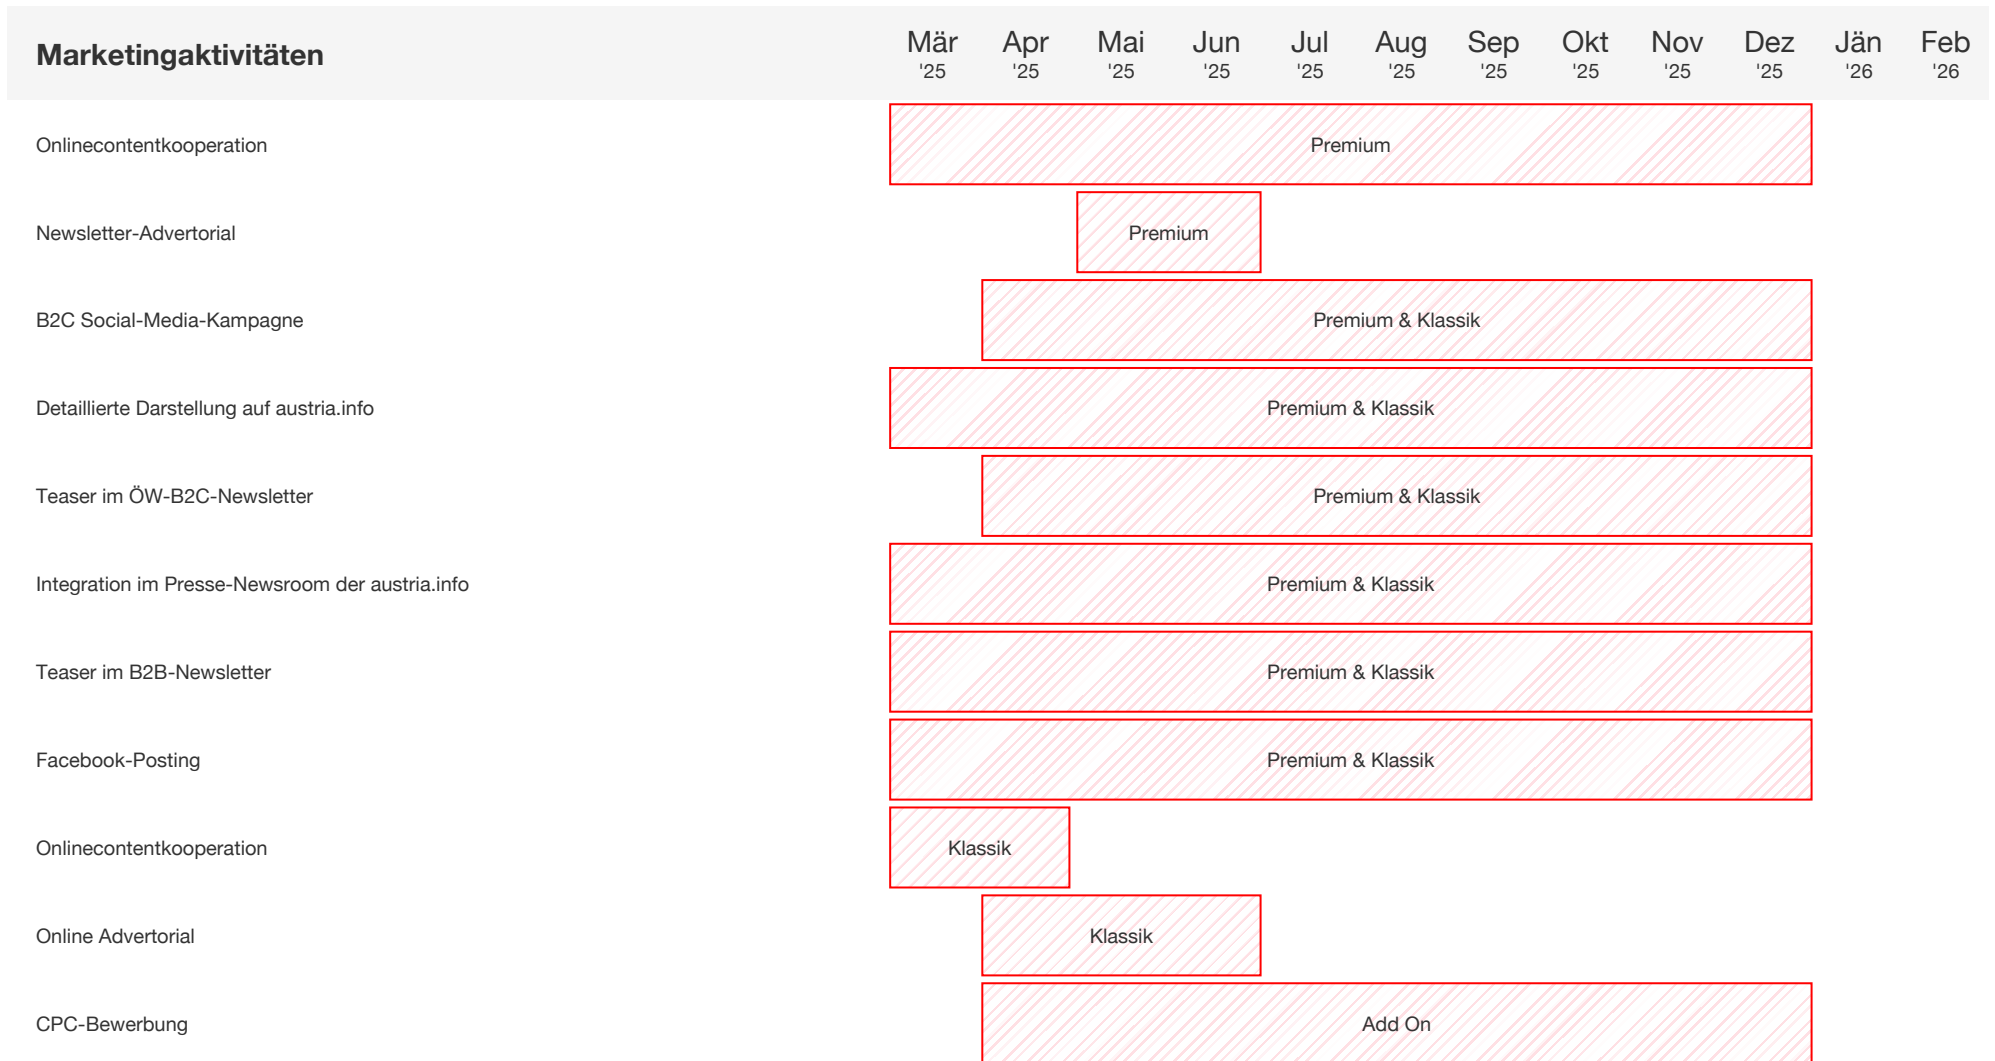 Marketingaktivitäten
Mär Apr Mai Jun Jul Aug Sep Okt Nov Dez Jän Feb
'25 '25 '25 '25 '25 '25 '25 '25 '25 '25 '26 '26
Onlinecontentkooperation Premium
Newsletter-Advertorial Premium
B2C Social-Media-Kampagne Premium & Klassik
Detaillierte Darstellung auf austria.info Premium & Klassik
Teaser im ÖW-B2C-Newsletter Premium & Klassik
Integration im Presse-Newsroom der austria.info Premium & Klassik
Teaser im B2B-Newsletter Premium & Klassik
Facebook-Posting Premium & Klassik
Onlinecontentkooperation Klassik
Online Advertorial Klassik
CPC-Bewerbung Add On